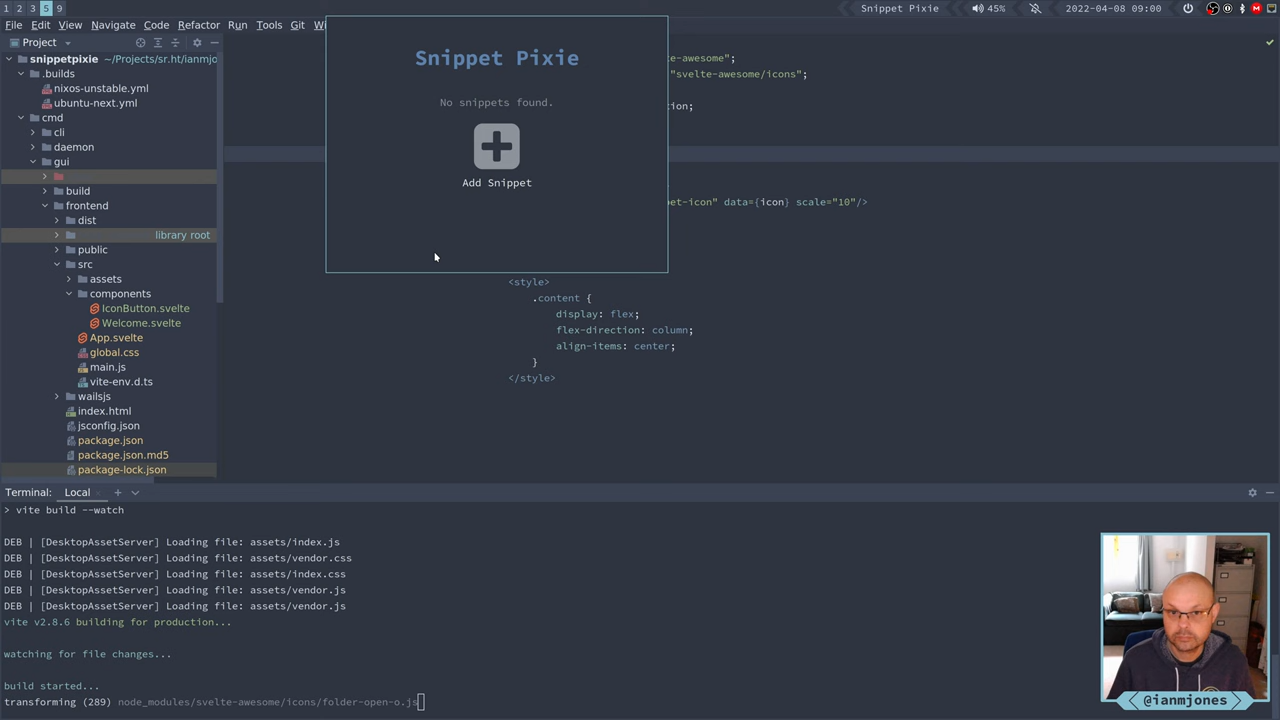 1 2 3 5 9
Snippet Pixie
45%
2022-04-08 09:00
File Edit View Navigate Code Refactor Run Tools Git Wi
Project
snippetpixie ~/Projects/sr.ht/ianmjo
.builds
nixos-unstable.yml
ubuntu-next.yml
cmd
cli
daemon
gui
build
frontend
dist
library root
public
src
assets
components
IconButton.svelte
Welcome.svelte
App.svelte
global.css
main.js
vite-env.d.ts
wailsjs
index.html
jsconfig.json
package.json
package.json.md5
package-lock.json
Snippet Pixie
No snippets found.
Add Snippet
te-awesome";
"svelte-awesome/icons";
tion;
pet-icon" data={icon} scale="10"/>
<style>
.content {
display: flex;
flex-direction: column;
align-items: center;
}
</style>
Terminal: Local
> vite build --watch
DEB | [DesktopAssetServer] Loading file: assets/index.js
DEB | [DesktopAssetServer] Loading file: assets/vendor.css
DEB | [DesktopAssetServer] Loading file: assets/index.css
DEB | [DesktopAssetServer] Loading file: assets/vendor.js
DEB | [DesktopAssetServer] Loading file: assets/vendor.js
vite v2.8.6 building for production...
watching for file changes...
build started...
transforming (289) node_modules/svelte-awesome/icons/folder-open-o.js
@ianmjones